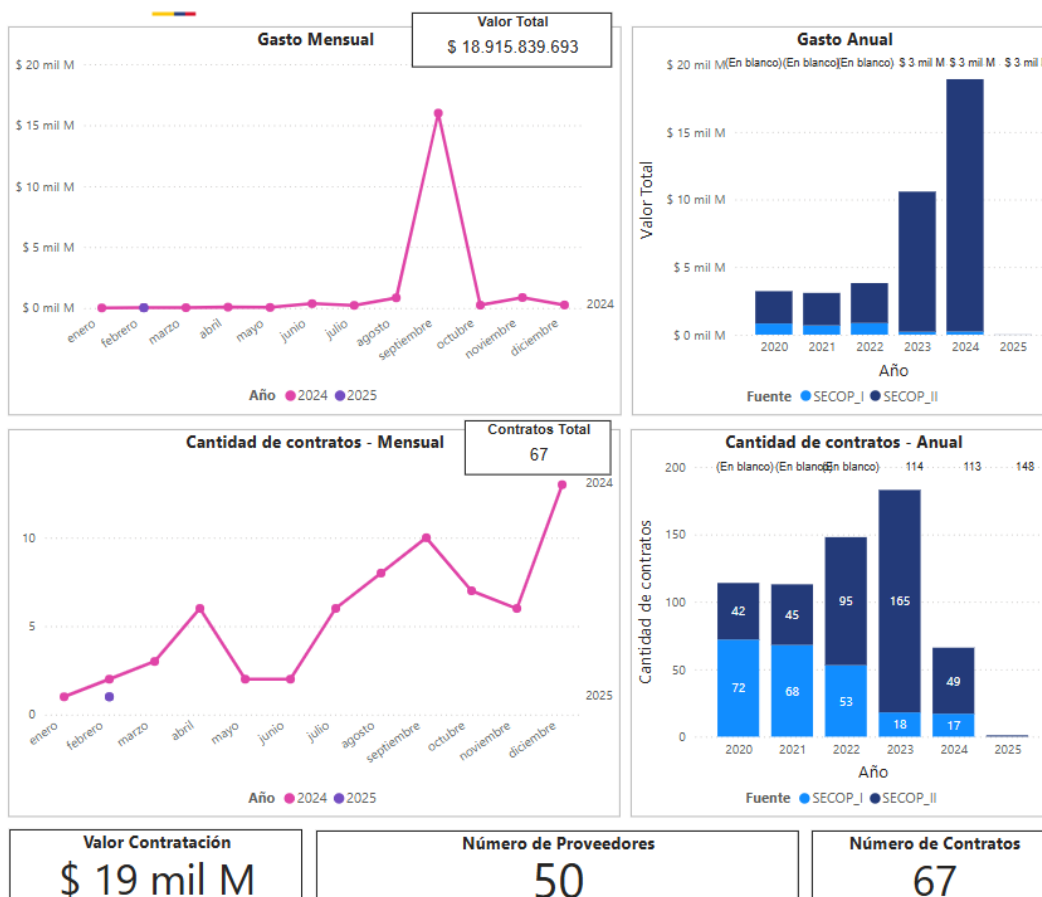 Gasto Mensual
Valor Total
$ 18.915.839.693
$ 20 mil M
$ 15 mil M
$ 10 mil M
$ 5 mil M
$ 0 mil M
2024
enero
febrero
marzo
abril
mayo
junio
julio
agosto
septiembre
octubre
noviembre
diciembre
Año 2024 2025
Gasto Anual
$ 20 mil M
(En blanco) (En blanco) (En blanco) $ 3 mil M $ 3 mil M $ 3 mil
$ 15 mil M
$ 10 mil M
$ 5 mil M
$ 0 mil M
Valor Total
2020 2021 2022 2023 2024 2025
Año
Fuente SECOP_I SECOP_II
Cantidad de contratos - Mensual
Contratos Total
67
2024
10
5
0
2025
enero
febrero
marzo
abril
mayo
junio
julio
agosto
septiembre
octubre
noviembre
diciembre
Año 2024 2025
Cantidad de contratos - Anual
200
(En blanco) (En blanco) (En blanco) 114 113 148
150
100
50
0
Cantidad de contratos
42 45 95 165 49
72 68 53 18 17
2020 2021 2022 2023 2024 2025
Año
Fuente SECOP_I SECOP_II
Valor Contratación
$ 19 mil M
Número de Proveedores
50
Número de Contratos
67